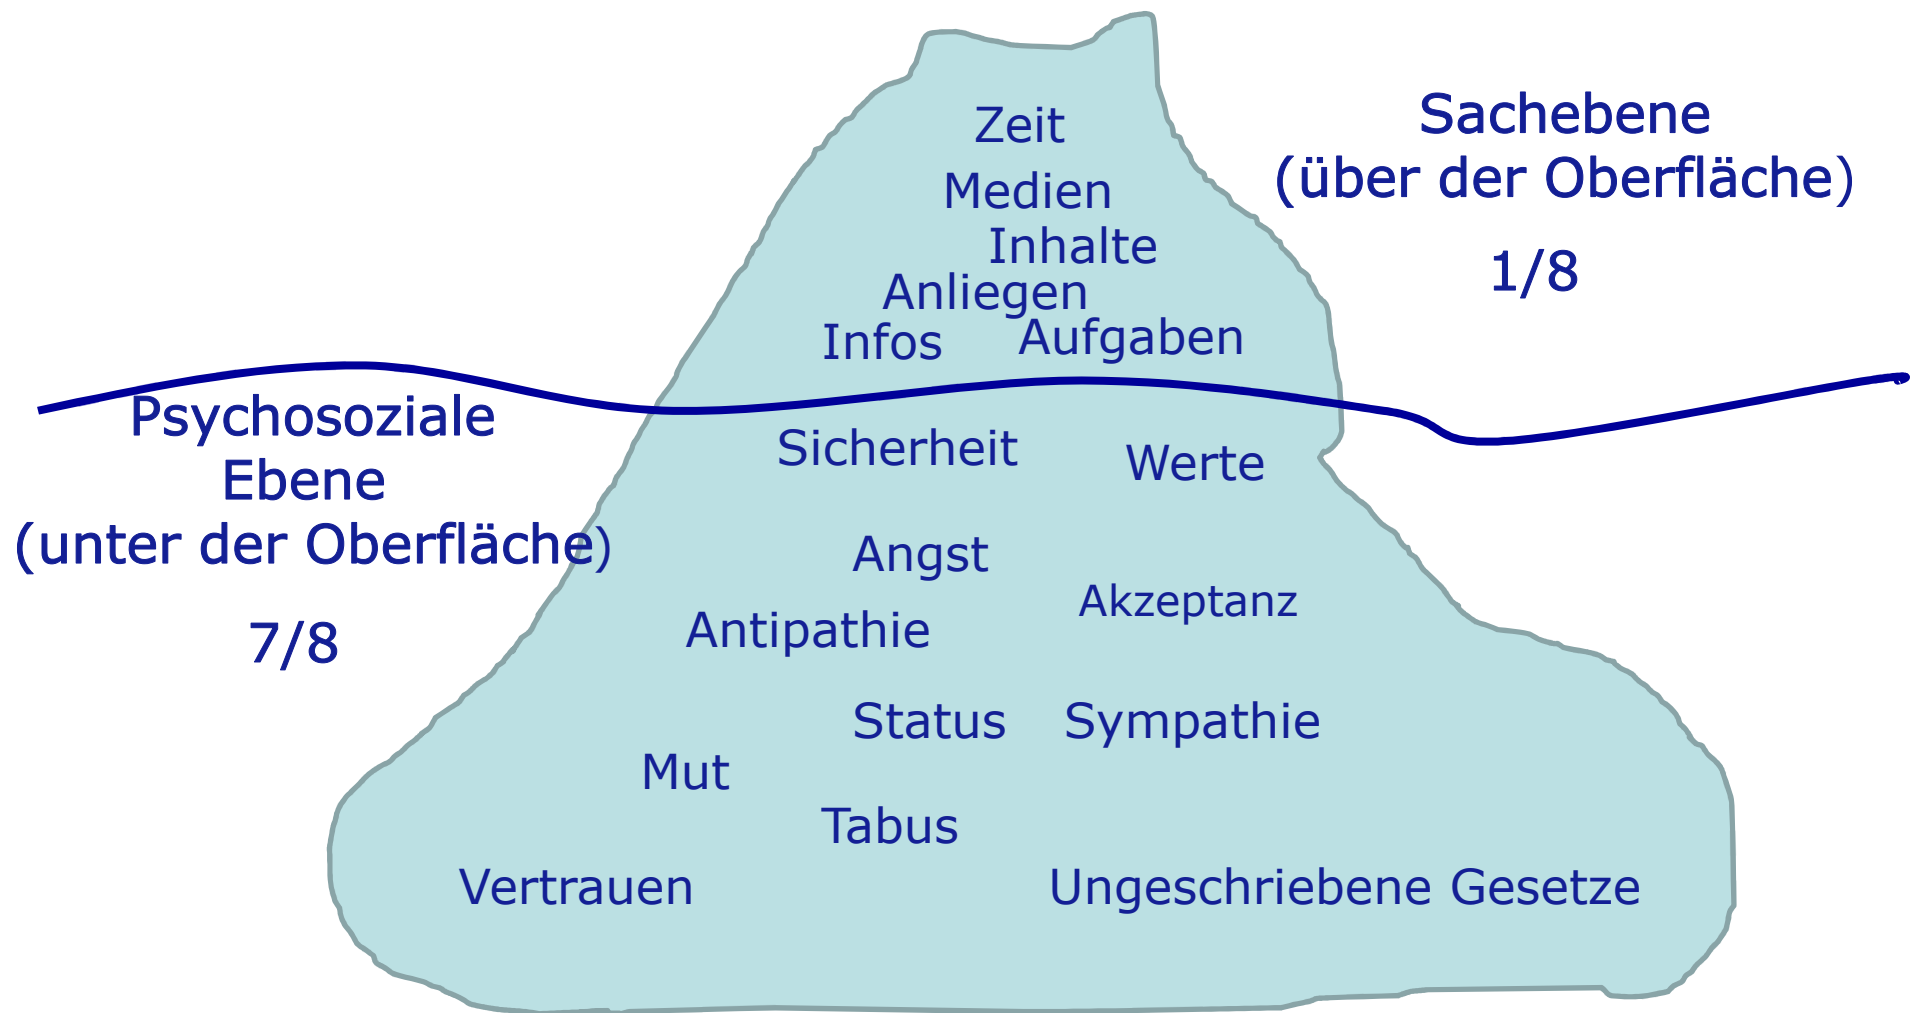 Zeit
Sachebene
(über der Oberfläche)
Medien
Inhalte
1/8
Anliegen
Infos
Aufgaben
Psychosoziale
Ebene
(unter der Oberfläche)
7/8
Sicherheit
Werte
Angst
Akzeptanz
Antipathie
Status
Sympathie
Mut
Tabus
Vertrauen
Ungeschriebene Gesetze